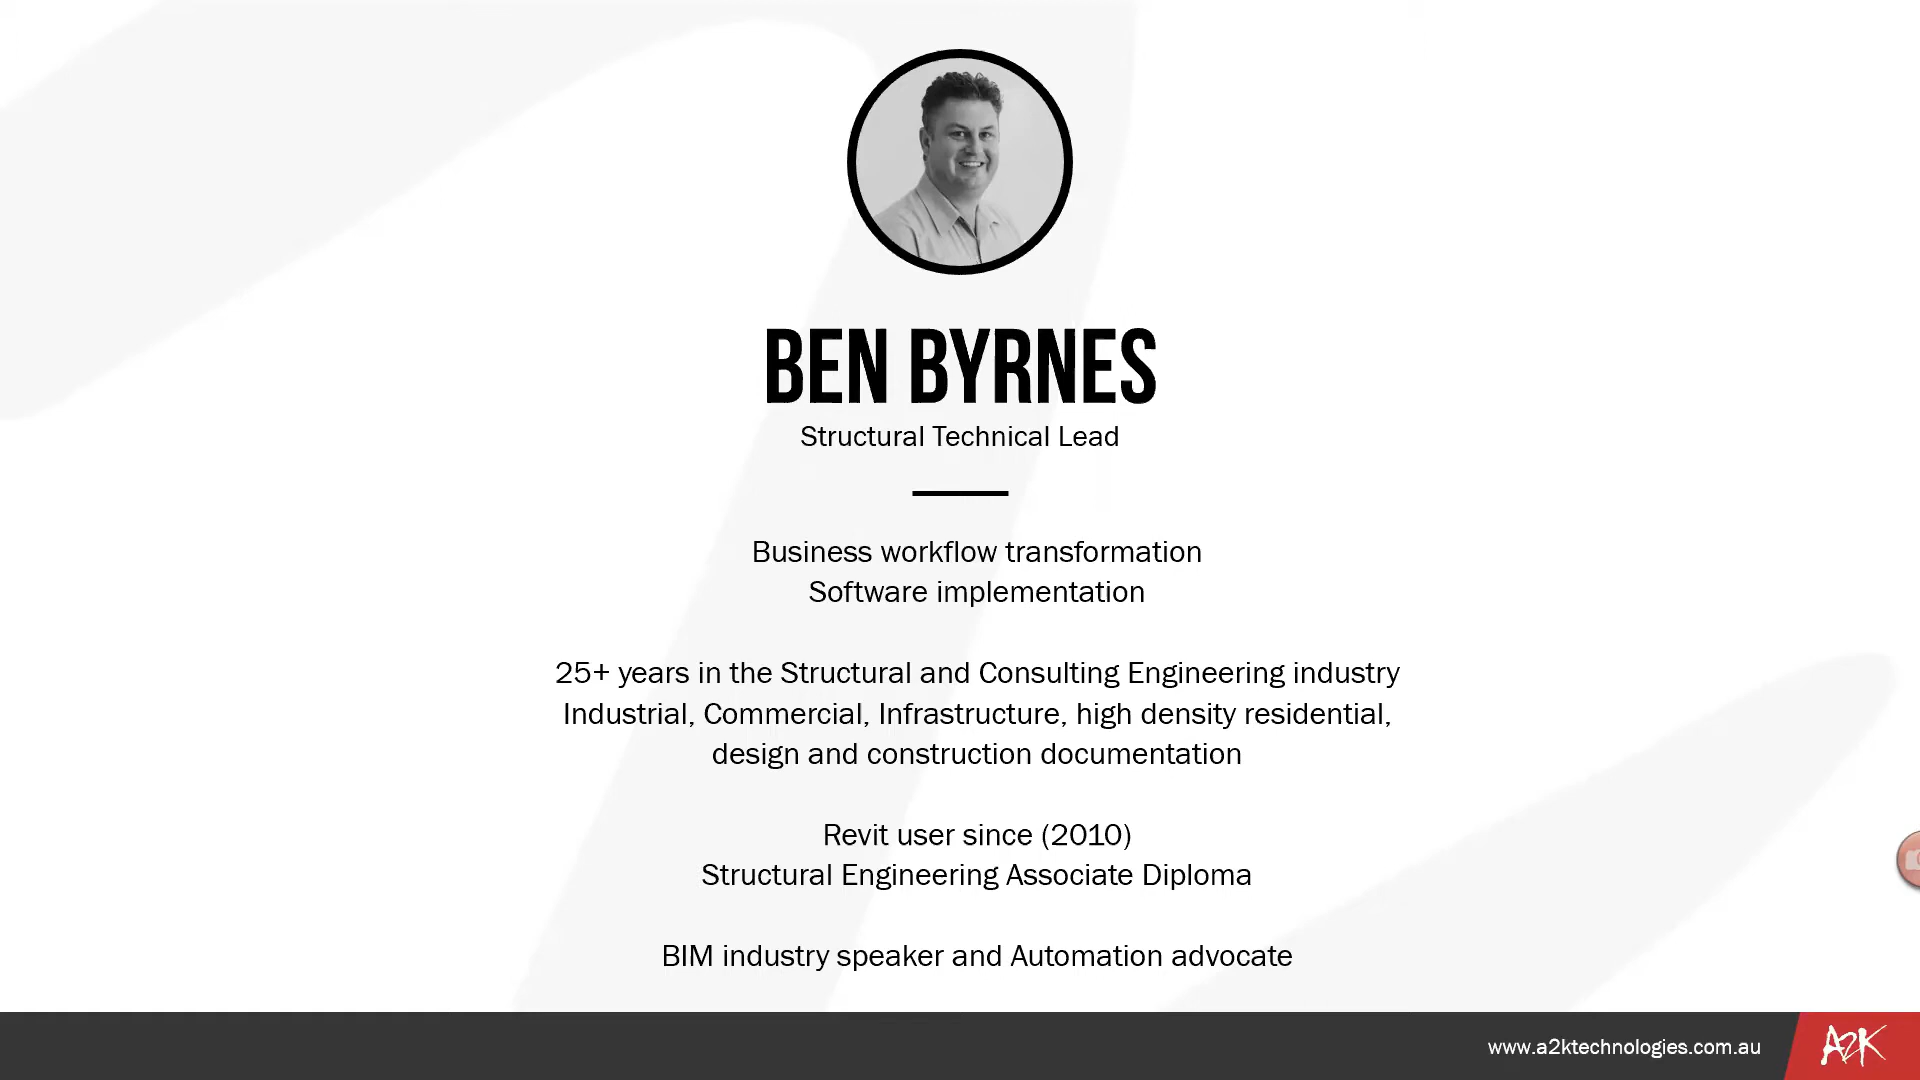 BEN BYRNES
Structural Technical Lead
Business workflow transformation
Software implementation
25+ years in the Structural and Consulting Engineering industry
Industrial, Commercial, Infrastructure, high density residential,
design and construction documentation
Revit user since (2010)
Structural Engineering Associate Diploma
BIM industry speaker and Automation advocate
www.a2ktechnologies.com.au
A2K